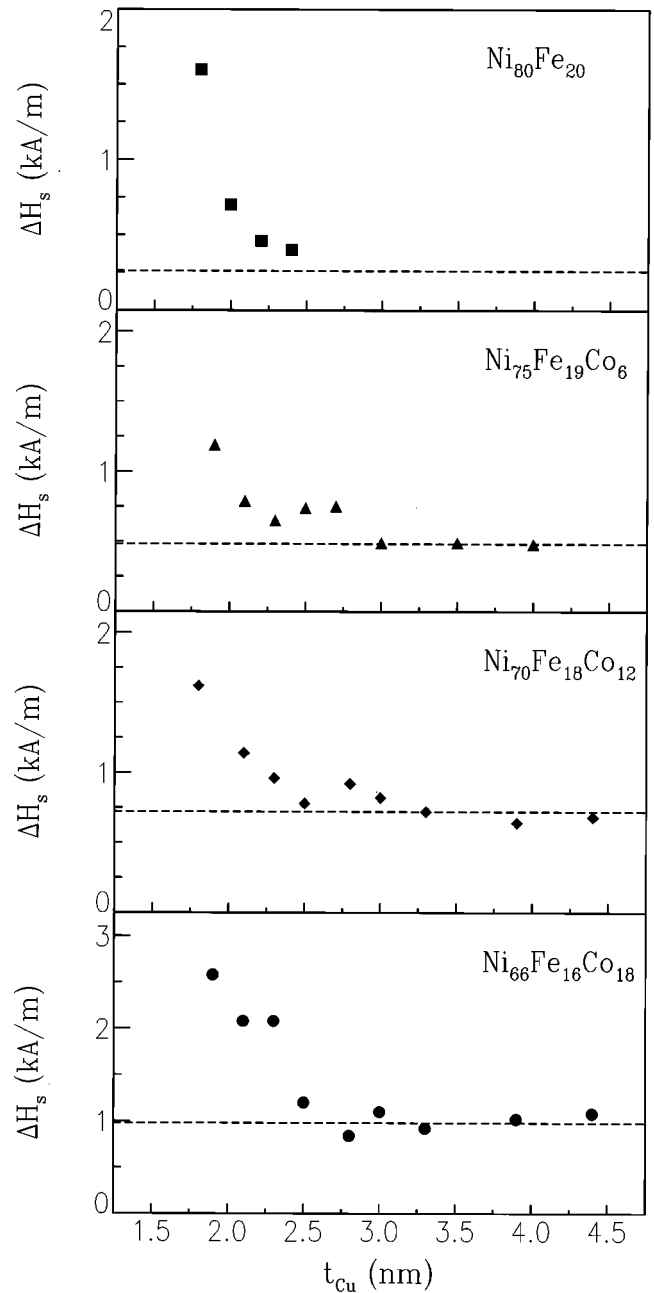 2
Ni80Fe20
ΔHs (kA/m)
1
0
2
Ni75Fe19Co6
ΔHs (kA/m)
1
0
2
Ni70Fe18Co12
ΔHs (kA/m)
1
0
3
Ni66Fe16Co18
ΔHs (kA/m)
2
1
0
1.5 2.0 2.5 3.0 3.5 4.0 4.5
tCu (nm)